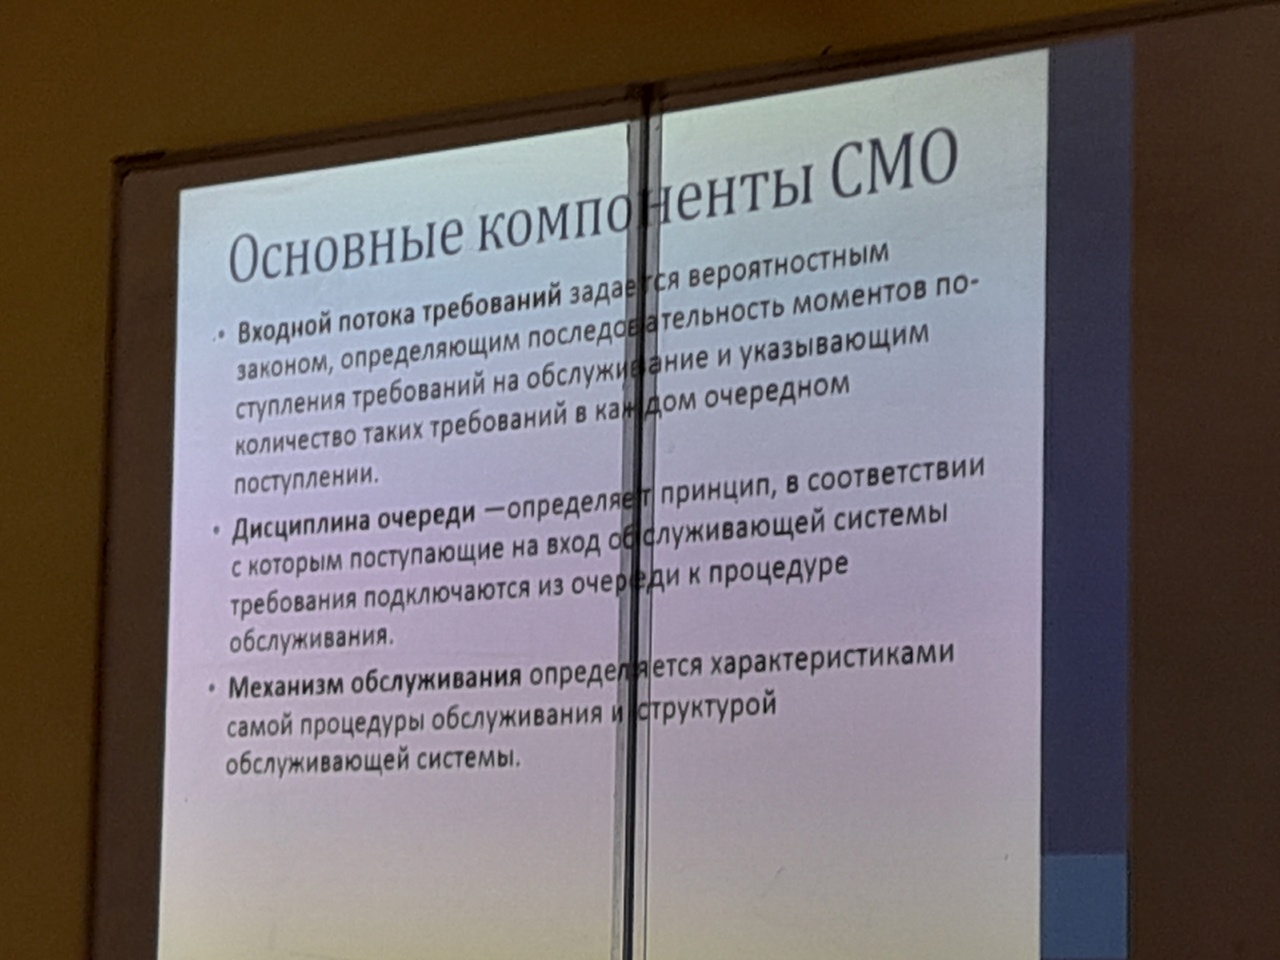 Основные компоненты СМО
• Входной потока требований задается вероятностным
законом, определяющим последовательность моментов по-
ступления требований на обслуживание и указывающим
количество таких требований в каждом очередном
поступлении.
• Дисциплина очереди —определяет принцип, в соответствии
с которым поступающие на вход обслуживающей системы
требования подключаются из очереди к процедуре
обслуживания.
• Механизм обслуживания определяется характеристиками
самой процедуры обслуживания и структурой
обслуживающей системы.